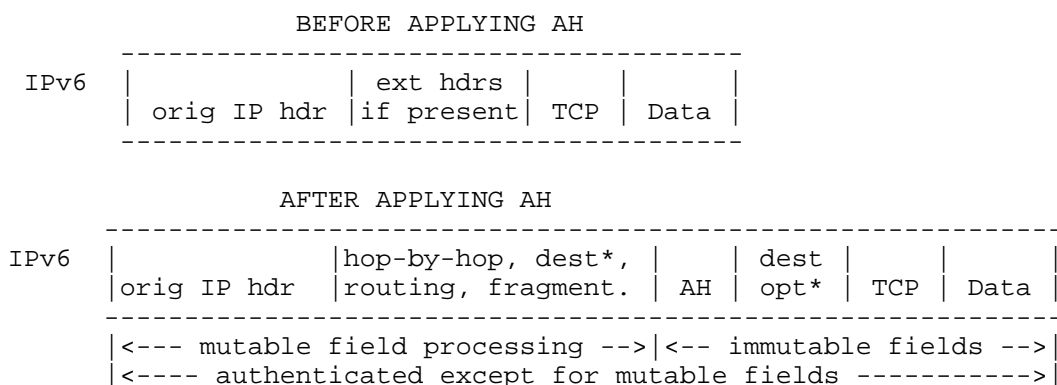 BEFORE APPLYING AH
       ---------------------------------------
 IPv6  |             | ext hdrs |     |      |
       | orig IP hdr |if present| TCP | Data |
       ---------------------------------------

                 AFTER APPLYING AH
      ------------------------------------------------------------
IPv6  |             |hop-by-hop, dest*, |    | dest |     |      |
      |orig IP hdr  |routing, fragment. | AH | opt* | TCP | Data |
      ------------------------------------------------------------
      |<--- mutable field processing -->|<-- immutable fields -->|
      |<---- authenticated except for mutable fields ----------->|